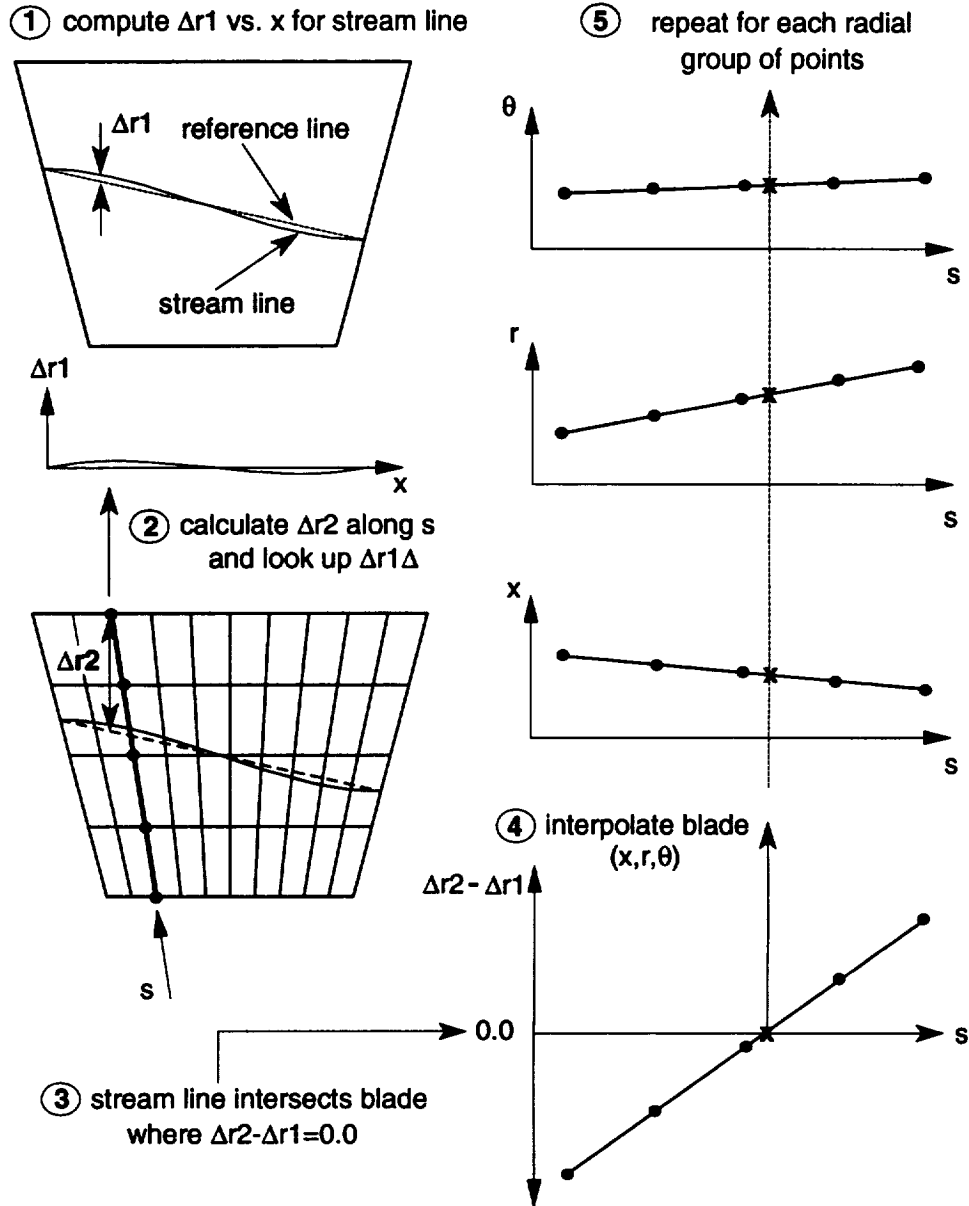 1 compute Δr1 vs. x for stream line
Δr1
reference line
stream line
Δr1
x
2 calculate Δr2 along s
and look up Δr1Δ
Δr2
s
3 stream line intersects blade
where Δr2-Δr1=0.0
5 repeat for each radial
group of points
θ
s
r
s
x
s
4 interpolate blade
(x,r,θ)
Δr2-Δr1
0.0
s